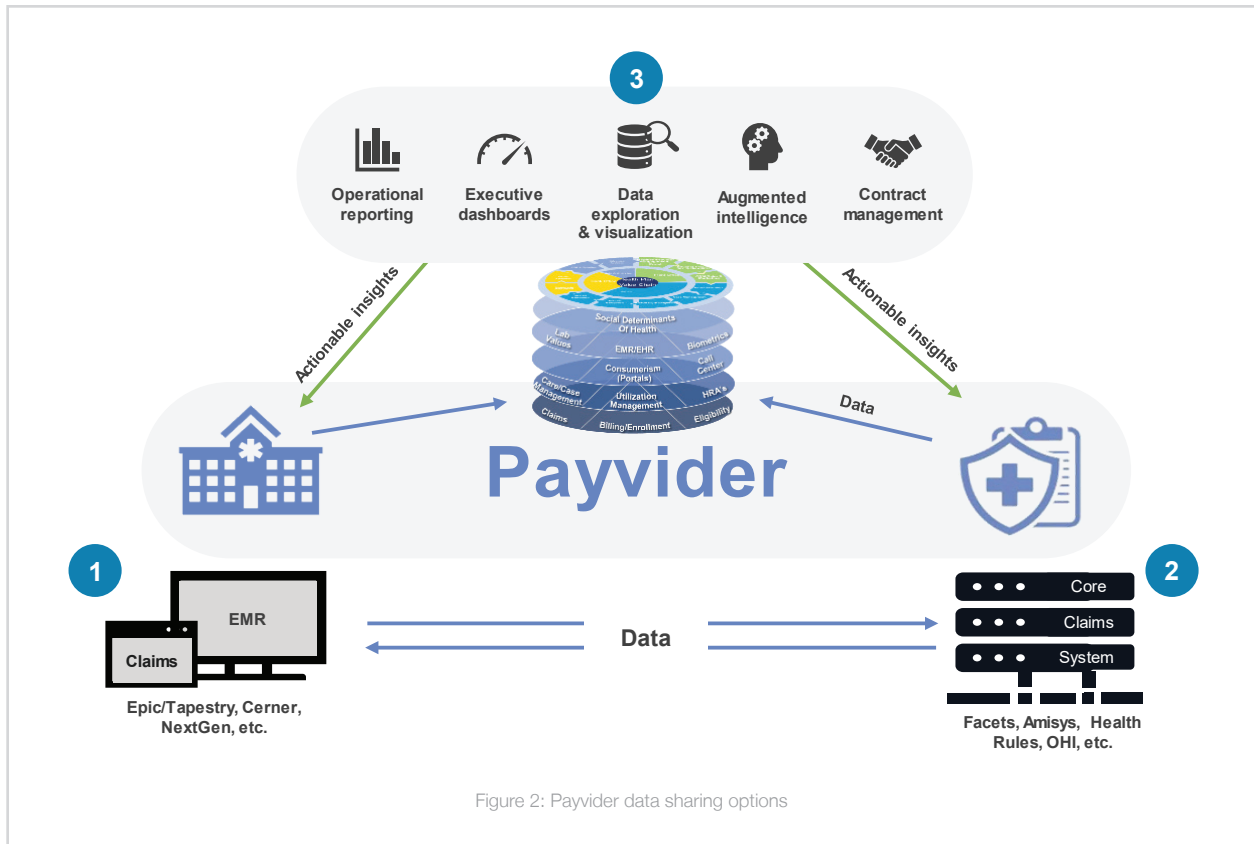 3
Operational
reporting
Executive
dashboards
Data
exploration
& visualization
Augmented
intelligence
Contract
management
Actionable insights
Actionable insights
Value Chain
Social Determinants
Of Health
Lab
Values
EMR/EHR
Biometrics
Consumerism
(Portals)
Call
Center
Care/Case
Management
Utilization
Management
HRA's
Claims
Billing/Enrollment
Eligibility
Data
Payvider
1
EMR
Claims
Epic/Tapestry, Cerner,
NextGen, etc.
Data
2
Core
Claims
System
Facets, Amisys, Health
Rules, OHI, etc.
Figure 2: Payvider data sharing options